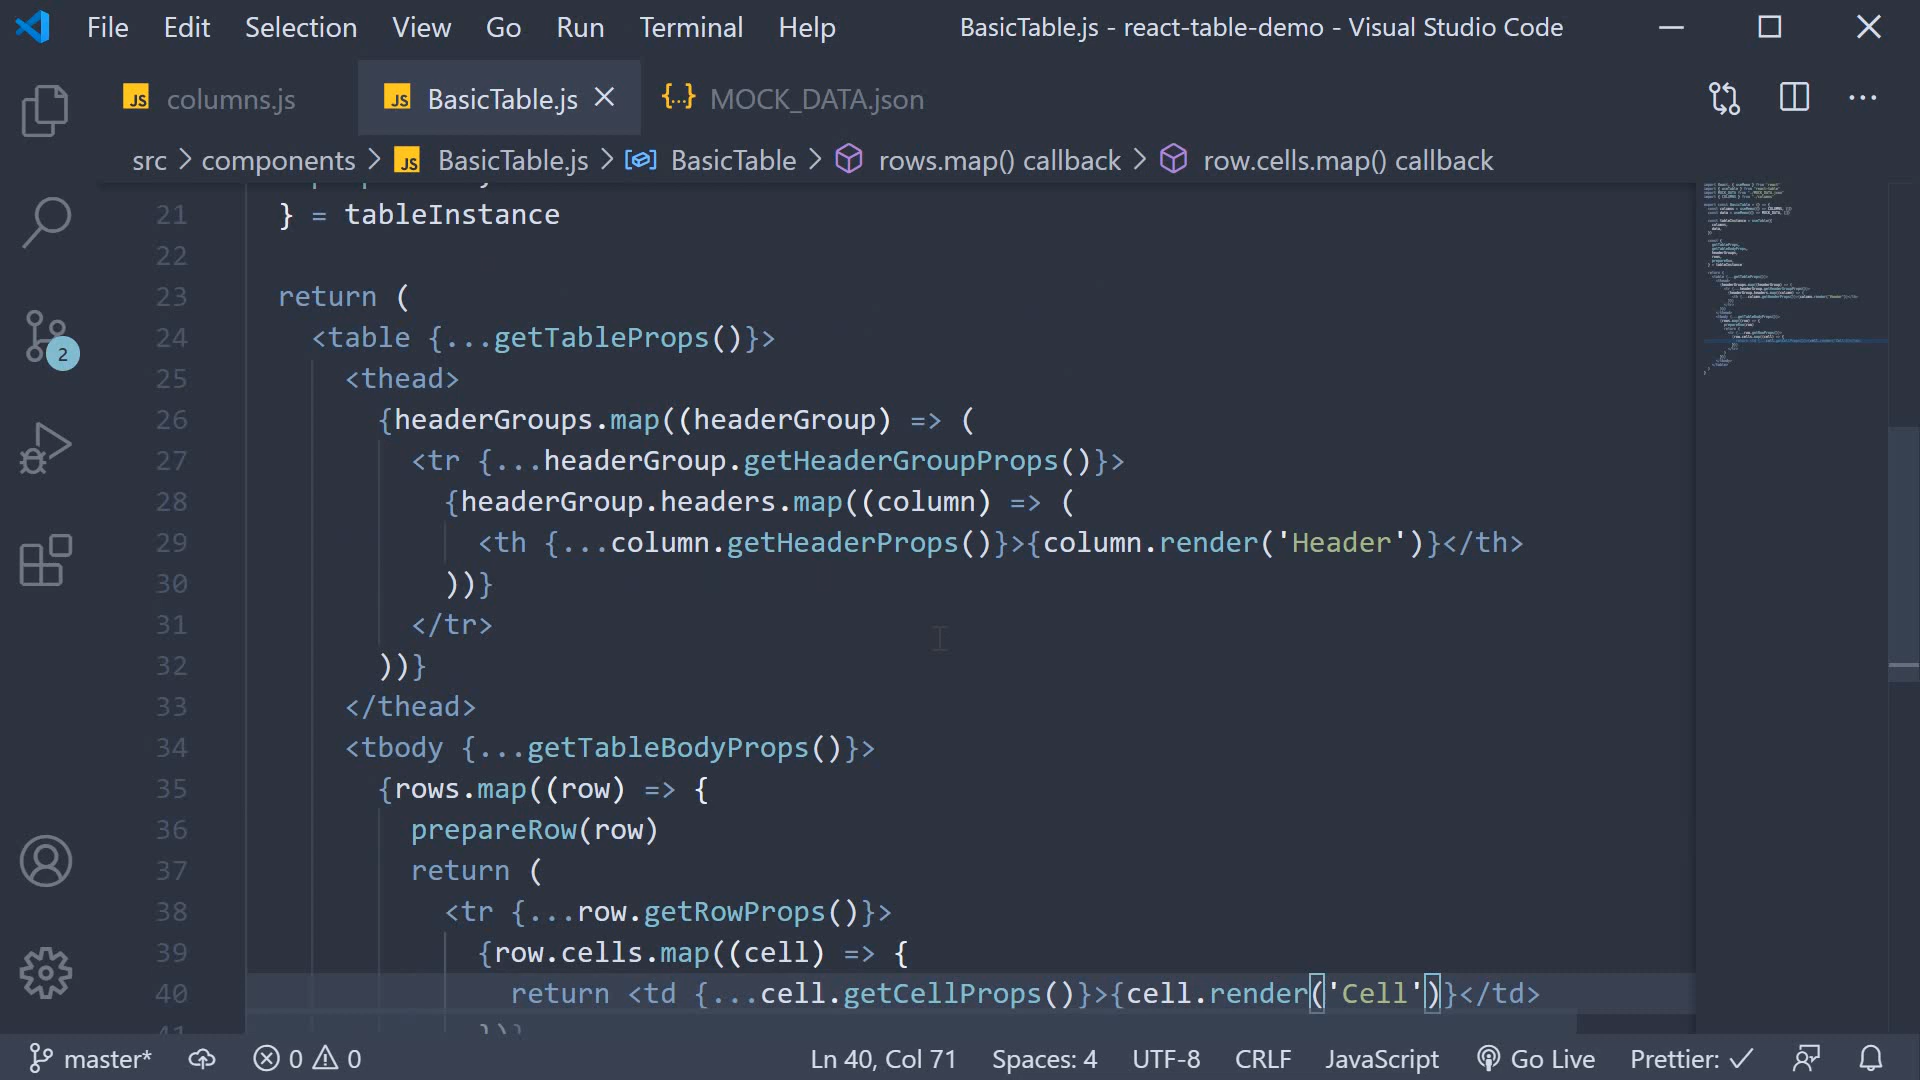 File Edit Selection View Go Run Terminal Help BasicTable.js - react-table-demo - Visual Studio Code
JS columns.js JS BasicTable.js {..} MOCK_DATA.json
src > components > JS BasicTable.js > BasicTable > rows.map() callback > row.cells.map() callback
21 } = tableInstance
22
23 return (
24 <table {...getTableProps()}>
25 <thead>
26 {headerGroups.map((headerGroup) => (
27 <tr {...headerGroup.getHeaderGroupProps()}>
28 {headerGroup.headers.map((column) => (
29 <th {...column.getHeaderProps()}>{column.render('Header')}</th>
30 ))}
31 </tr>
32 ))}
33 </thead>
34 <tbody {...getTableBodyProps()}>
35 {rows.map((row) => {
36 prepareRow(row)
37 return (
38 <tr {...row.getRowProps()}>
39 {row.cells.map((cell) => {
40 return <td {...cell.getCellProps()}>{cell.render('Cell')}</td>
2
master* 0 0 Ln 40, Col 71 Spaces: 4 UTF-8 CRLF JavaScript Go Live Prettier: ✓